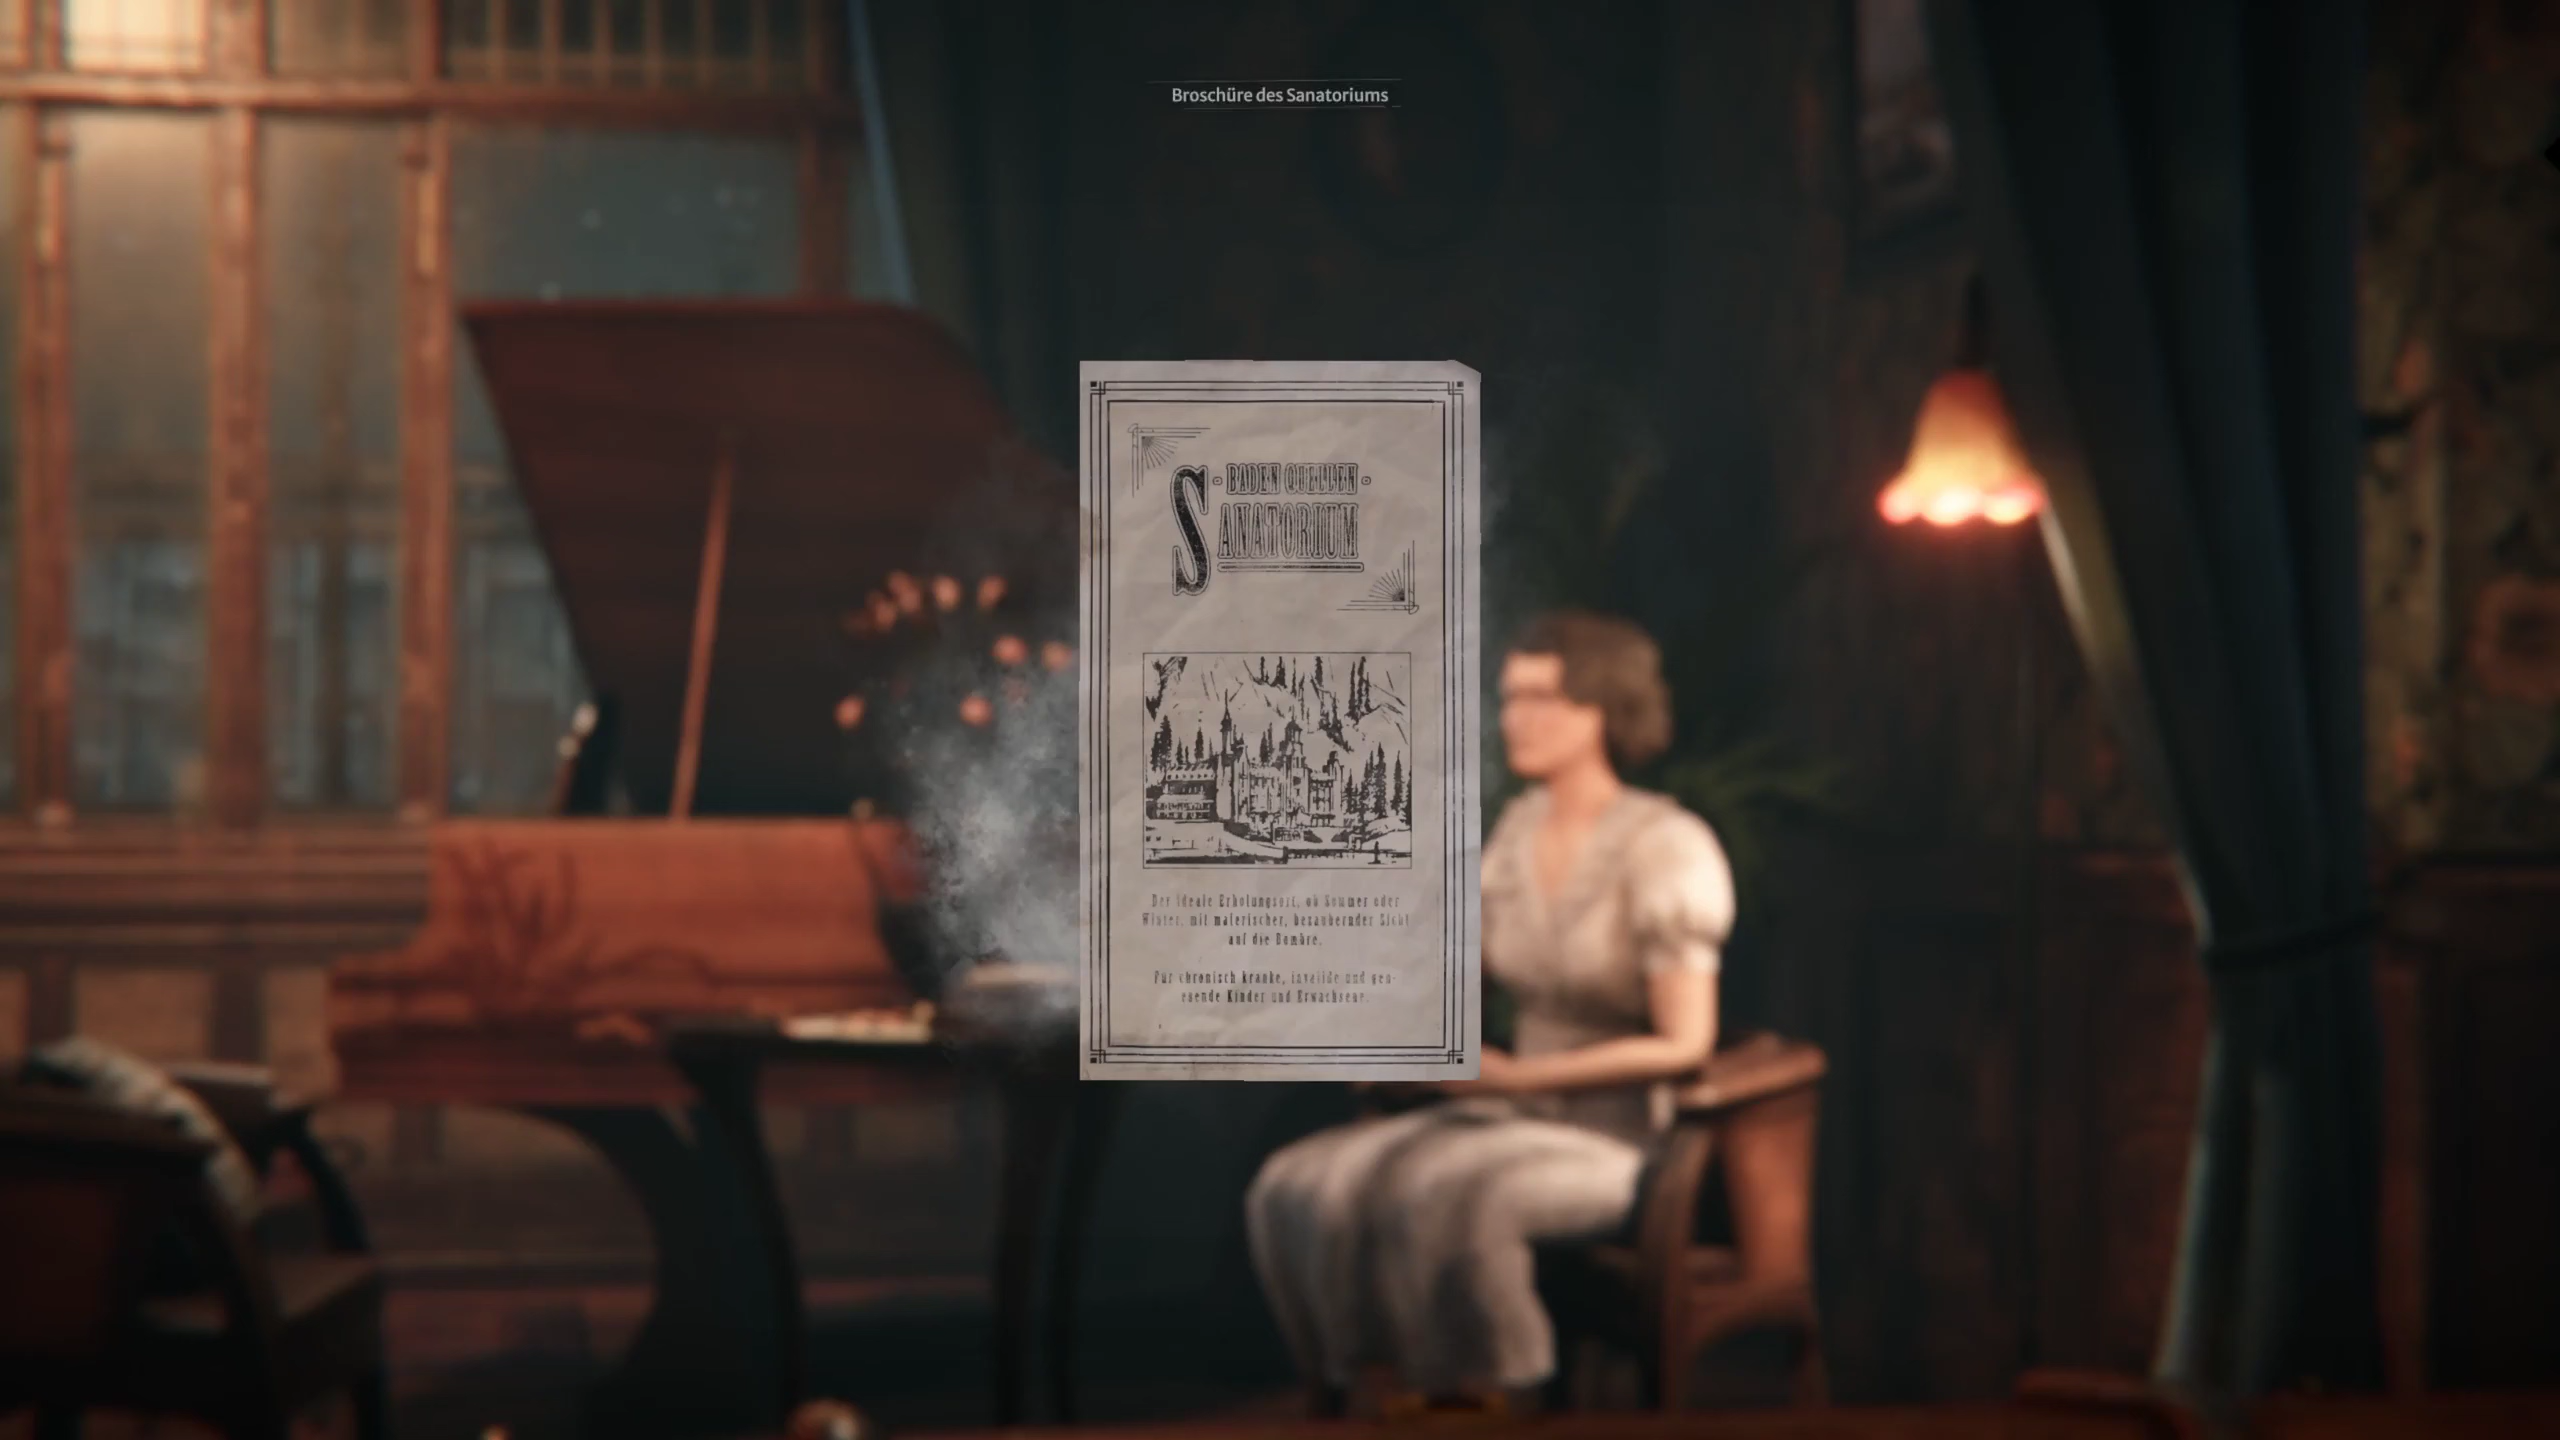 Broschüre des Sanatoriums
BADEN QUELLEN
SANATORIUM
Der ideale Erholungsort, ob Sommer oder
Winter, mit malerischer, bezaubernder Sicht
auf die Bombre.
Für chronisch kranke, invalide und gen-
esende Kinder und Erwachsene.